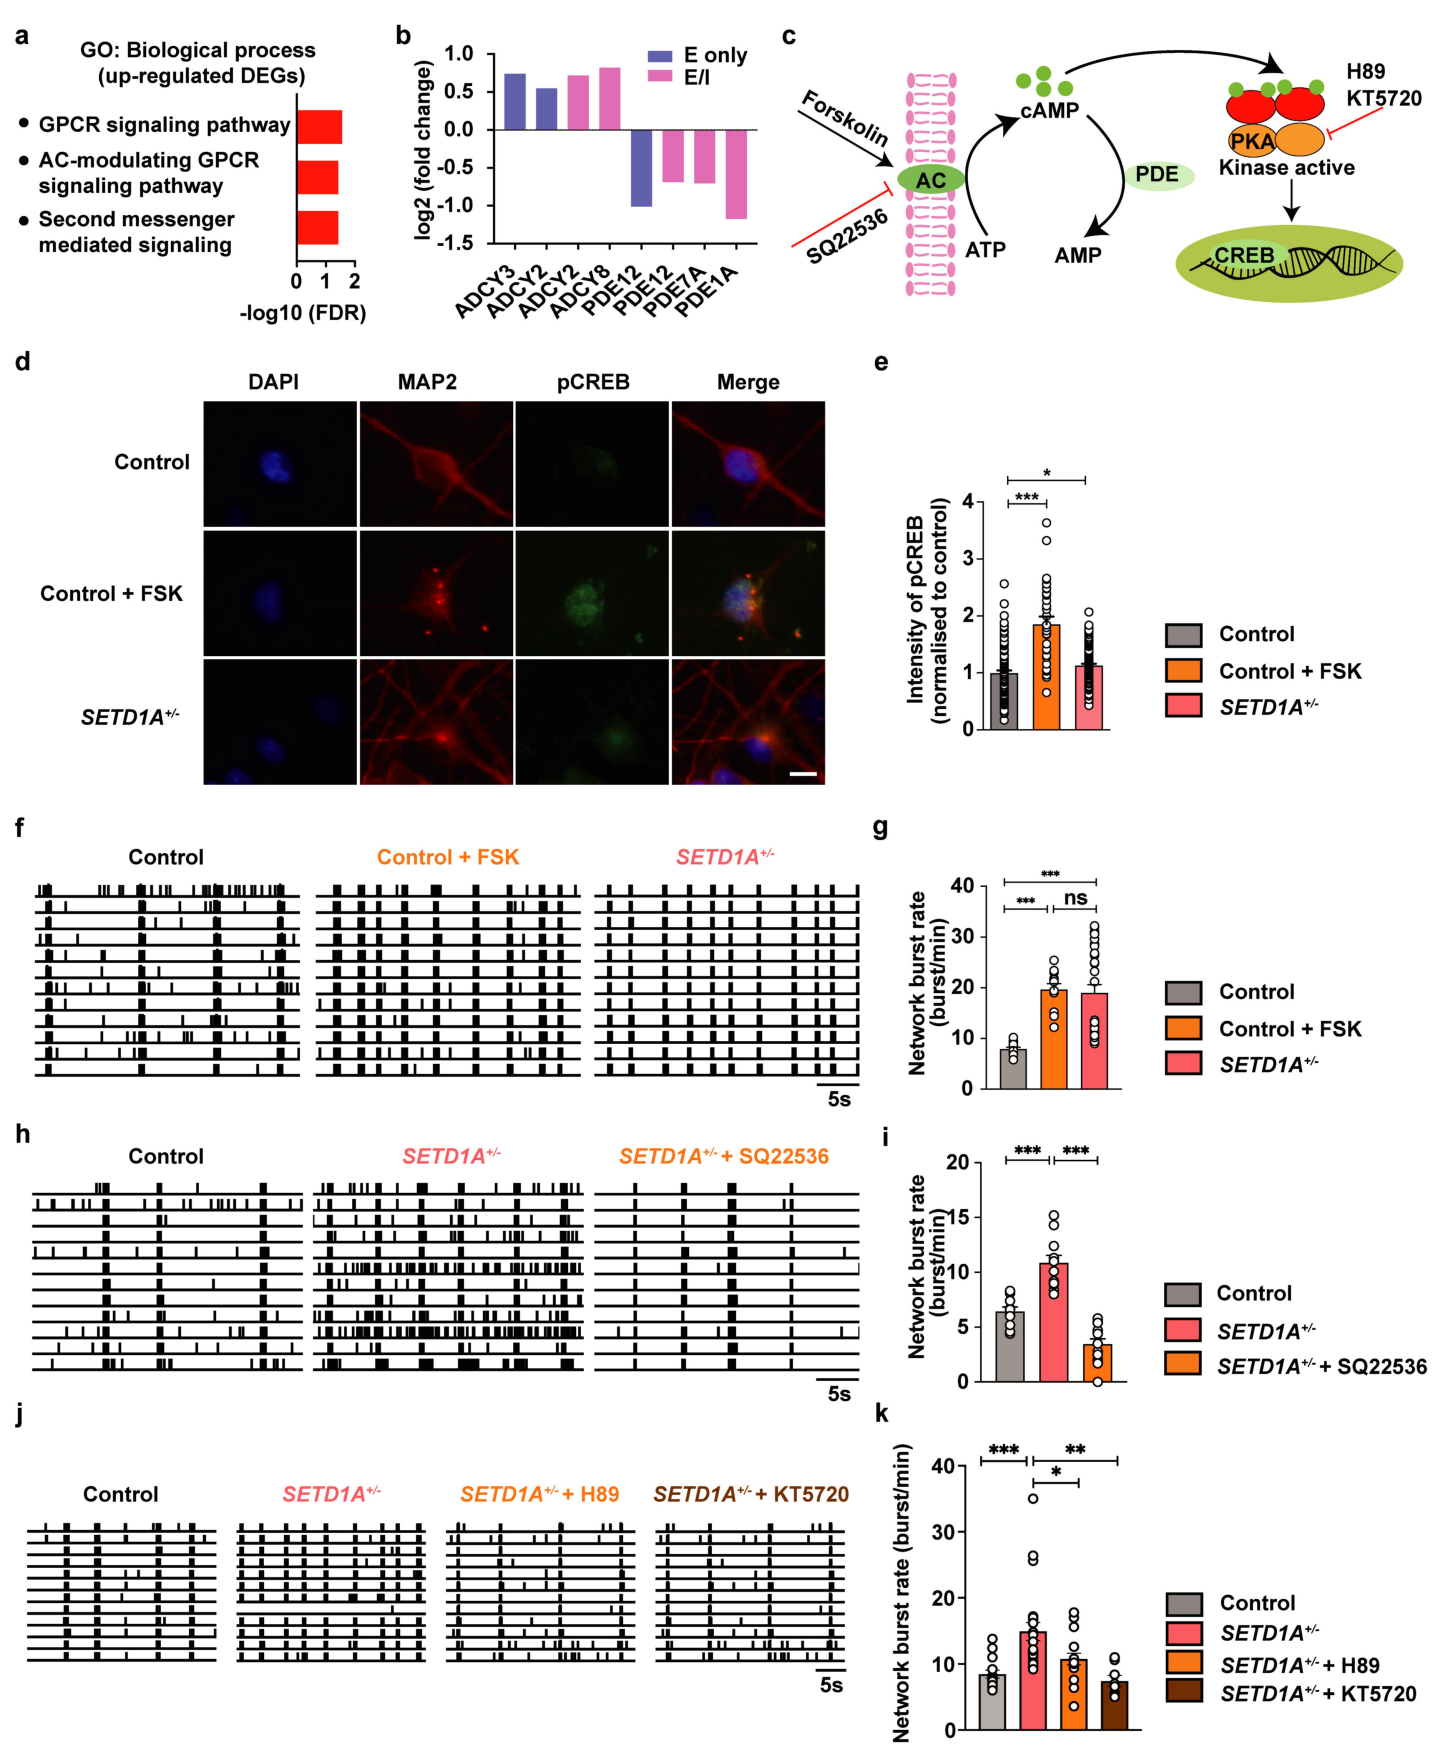 a
GO: Biological process
(up-regulated DEGs)
GPCR signaling pathway
AC-modulating GPCR
signaling pathway
Second messenger
mediated signaling
0 1 2
-log10 (FDR)
b
log2 (fold change)
1.0
0.5
0.0
-0.5
-1.0
-1.5
E only
E/I
ADCY3
ADCY2
ADCY2
ADCY8
PDE12
PDE12
PDE7A
PDE1A
c
Forskolin
SQ22536
AC
cAMP
ATP
AMP
PDE
H89
KT5720
PKA
Kinase active
CREB
d
DAPI MAP2 pCREB Merge
Control
Control + FSK
SETD1A+/-
e
Intensity of pCREB
(normalised to control)
4
3
2
1
0
*
***
Control
Control + FSK
SETD1A+/-
f
Control Control + FSK SETD1A+/-
5s
g
Network burst rate
(burst/min)
40
30
20
10
0
***
*** ns
Control
Control + FSK
SETD1A+/-
h
Control SETD1A+/- SETD1A+/- + SQ22536
5s
i
Network burst rate
(burst/min)
20
15
10
5
0
*** ***
Control
SETD1A+/-
SETD1A+/- + SQ22536
j
Control SETD1A+/- SETD1A+/- + H89 SETD1A+/- + KT5720
5s
k
Network burst rate (burst/min)
40
30
20
10
0
*** **
*
Control
SETD1A+/-
SETD1A+/- + H89
SETD1A+/- + KT5720